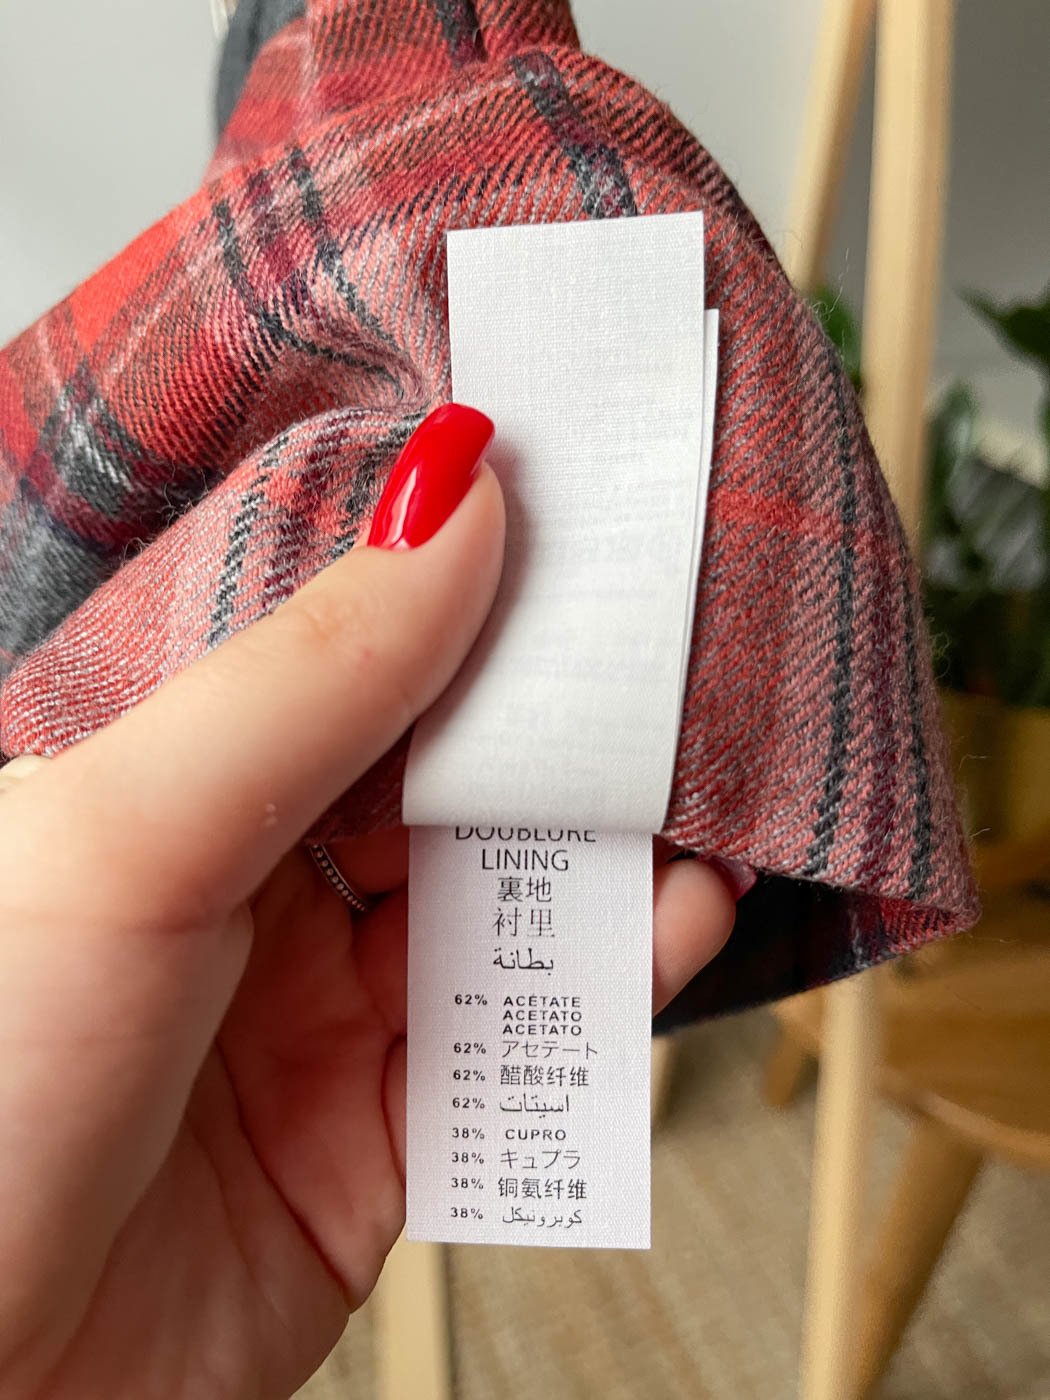 DOUBLURE
LINING
裏地
衬里
بطانة
62% ACÉTATE
ACETATO
ACETATO
62% アセテート
62% 醋酸纤维
62% اسيتات
38% CUPRO
38% キュプラ
38% 铜氨纤维
38% كوبرونيكل